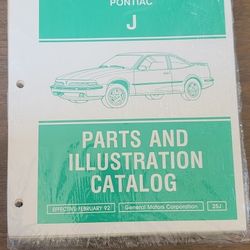 PONTIAC
J
PARTS AND
ILLUSTRATION
CATALOG
EFFECTIVE FEBRUARY 92
General Motors Corporation
25J